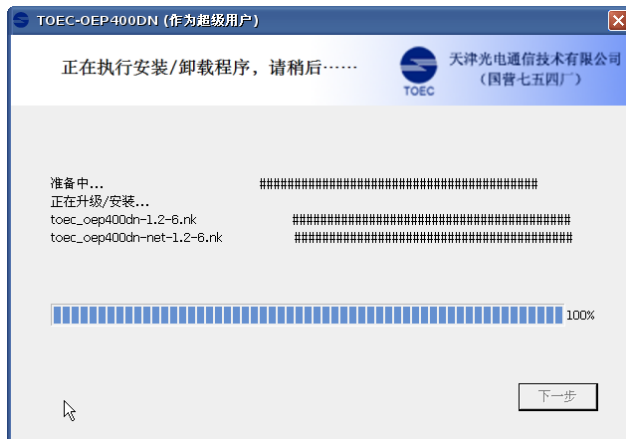 TOEC-OEP400DN (作为超级用户)
正在执行安装/卸载程序，请稍后……
TOEC
天津光电通信技术有限公司
（国营七五四厂）
准备中... ########################################
正在升级/安装...
toec_oep400dn-1.2-6.nk ########################################
toec_oep400dn-net-1.2-6.nk ########################################
100%
下一步